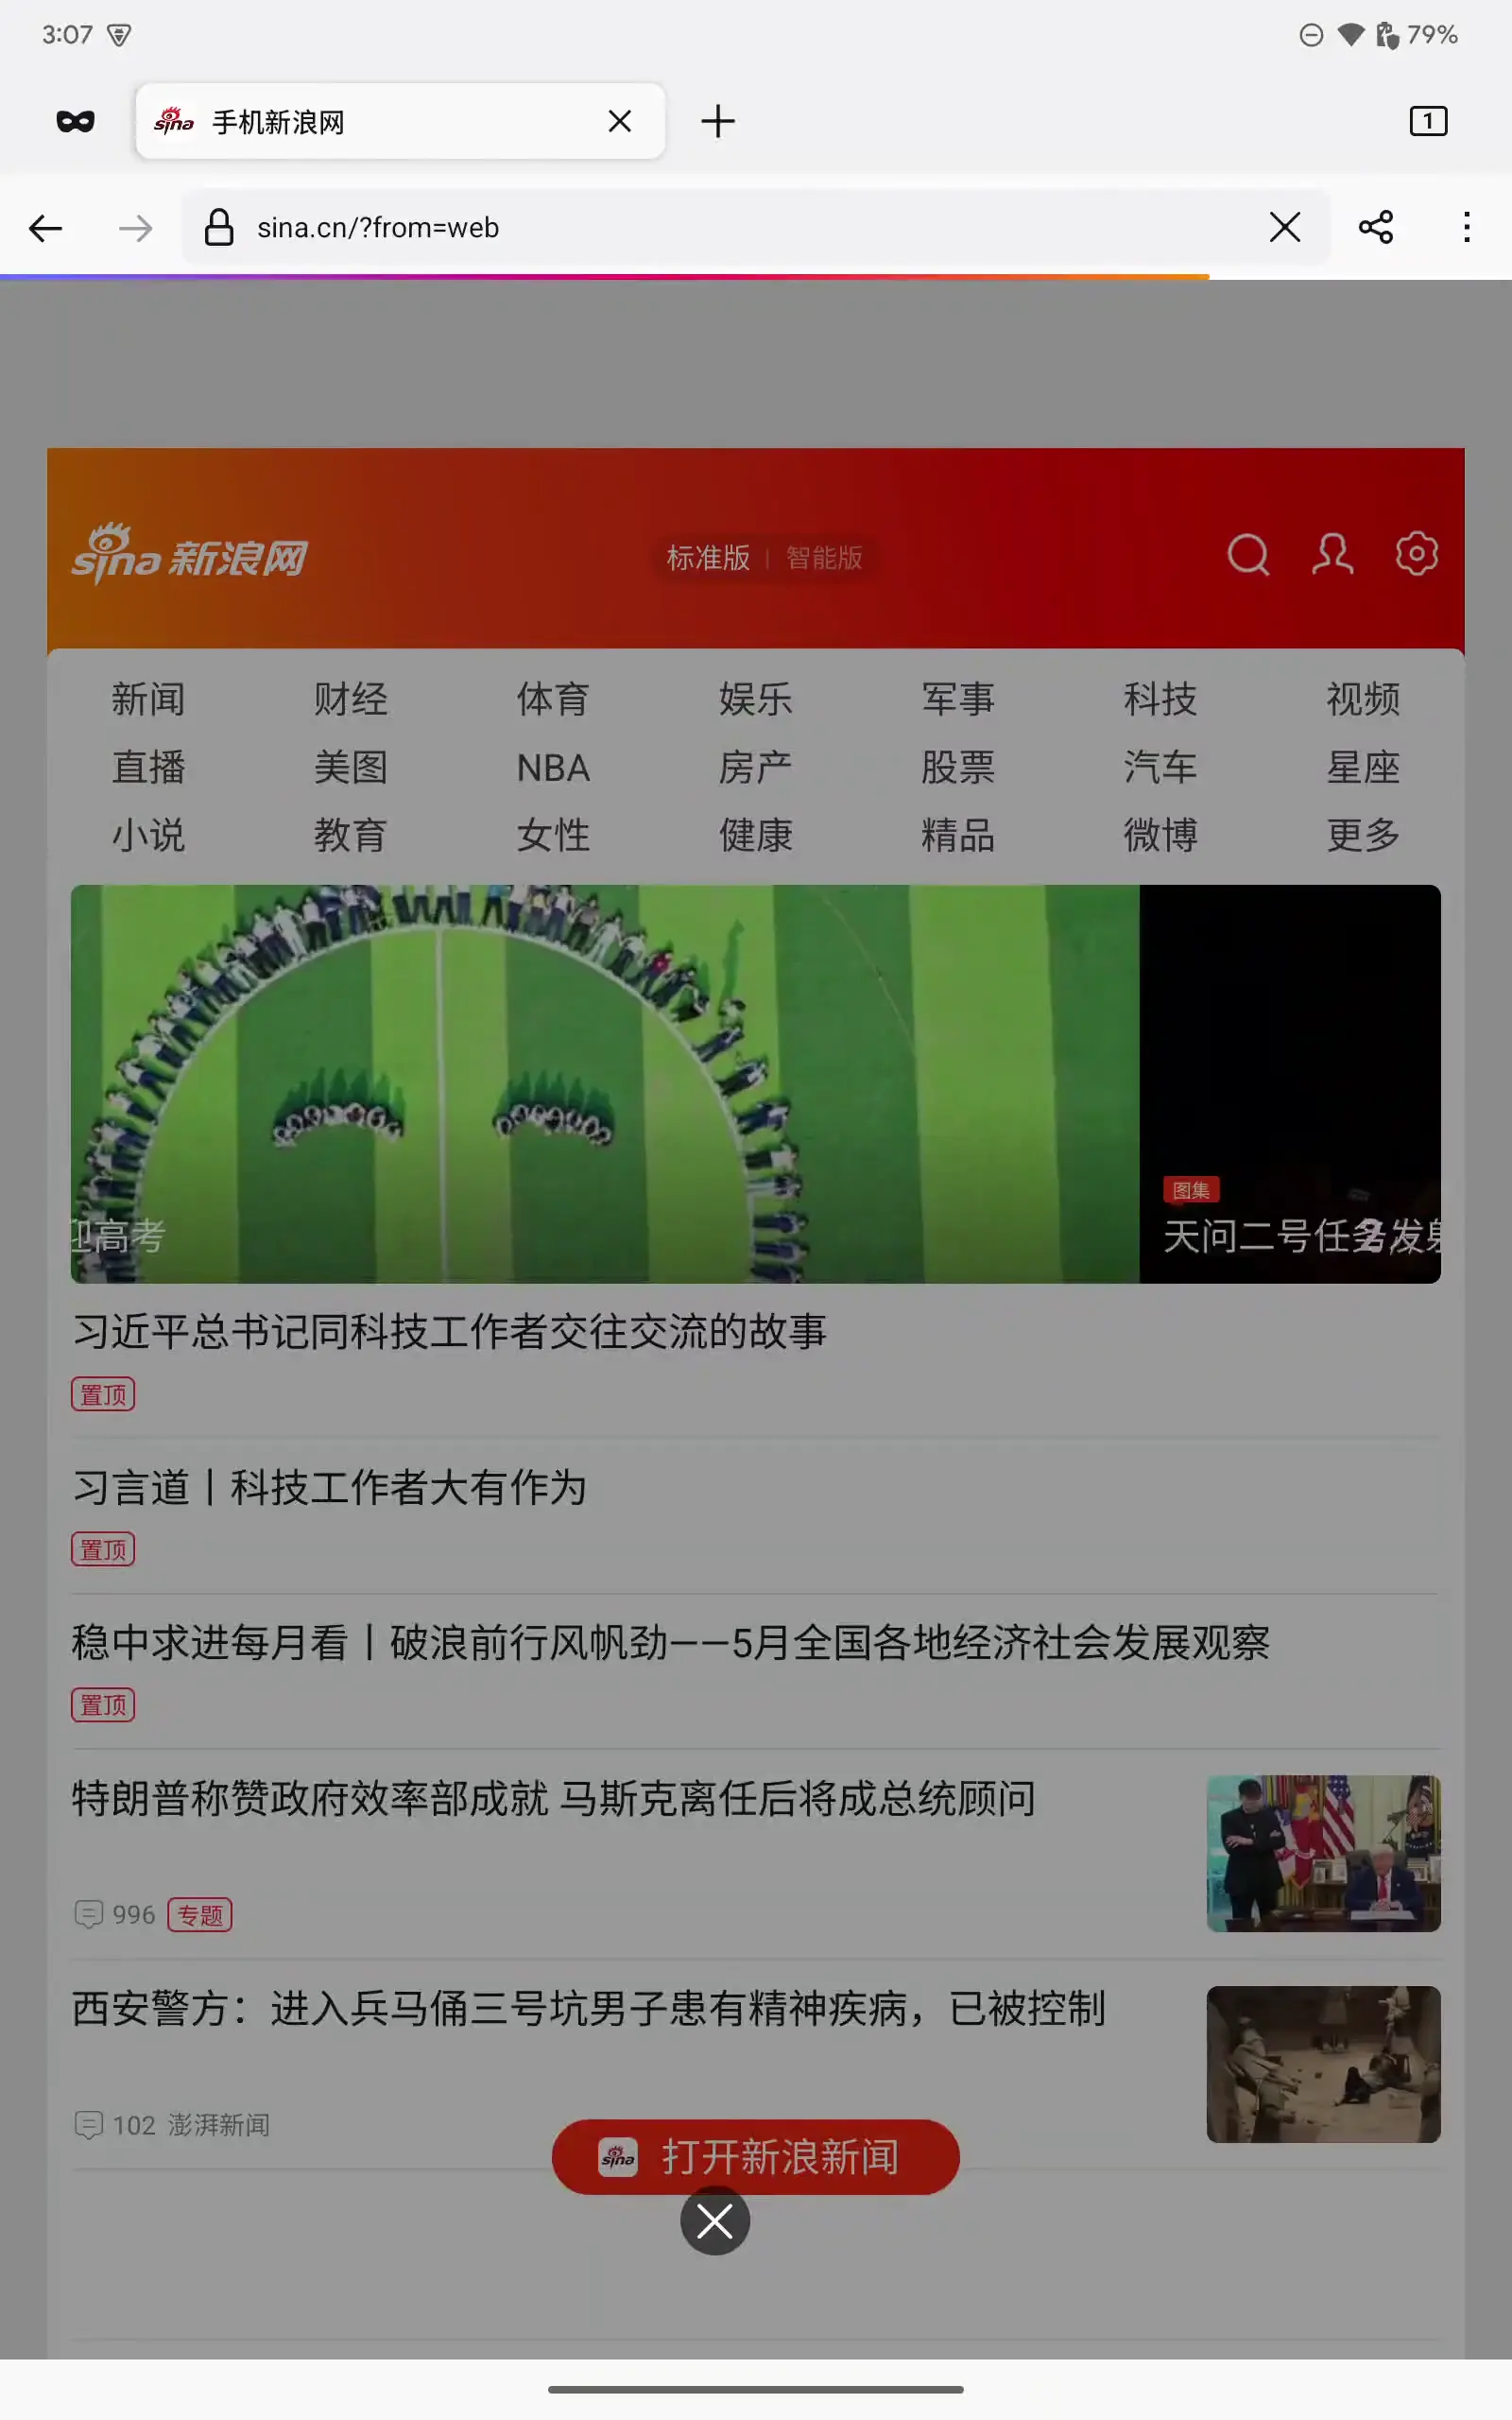 3:07
79%
sina 手机新浪网
1
sina.cn/?from=web
sina 新浪网
标准版 | 智能版
新闻 财经 体育 娱乐 军事 科技 视频
直播 美图 NBA 房产 股票 汽车 星座
小说 教育 女性 健康 精品 微博 更多
图集
迎高考
天问二号任务发射
习近平总书记同科技工作者交往交流的故事
置顶
习言道丨科技工作者大有作为
置顶
稳中求进每月看丨破浪前行风帆劲——5月全国各地经济社会发展观察
置顶
特朗普称赞政府效率部成就 马斯克离任后将成总统顾问
996 专题
西安警方：进入兵马俑三号坑男子患有精神疾病，已被控制
102 澎湃新闻
sina 打开新浪新闻